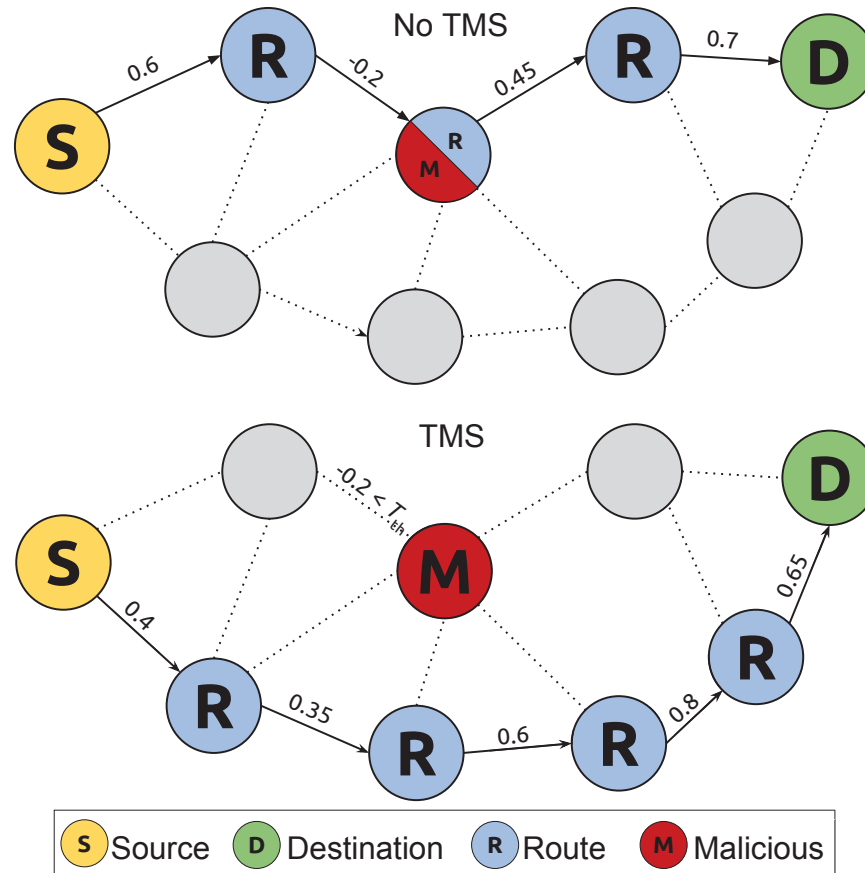 No TMS
0.6
R
-0.2
0.45
R
0.7
D
S
R
M
TMS
-0.2 < T_th
D
S
M
0.4
0.65
R
R
0.35
0.8
0.6
R
R
S Source D Destination R Route M Malicious